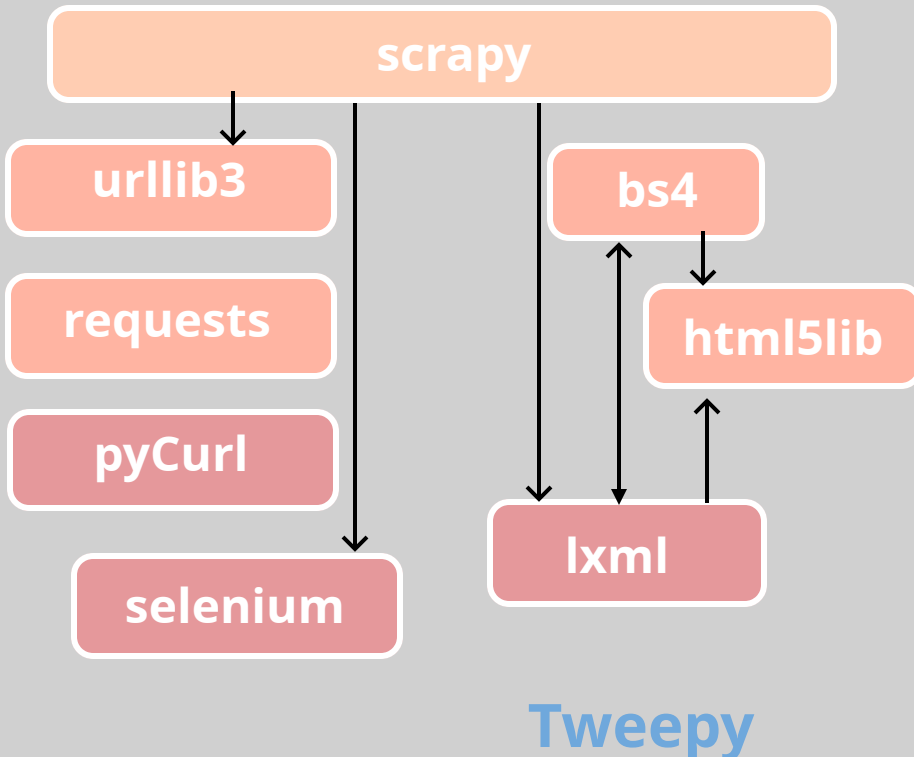 scrapy
urllib3
bs4
requests
html5lib
pyCurl
lxml
selenium
Tweepy